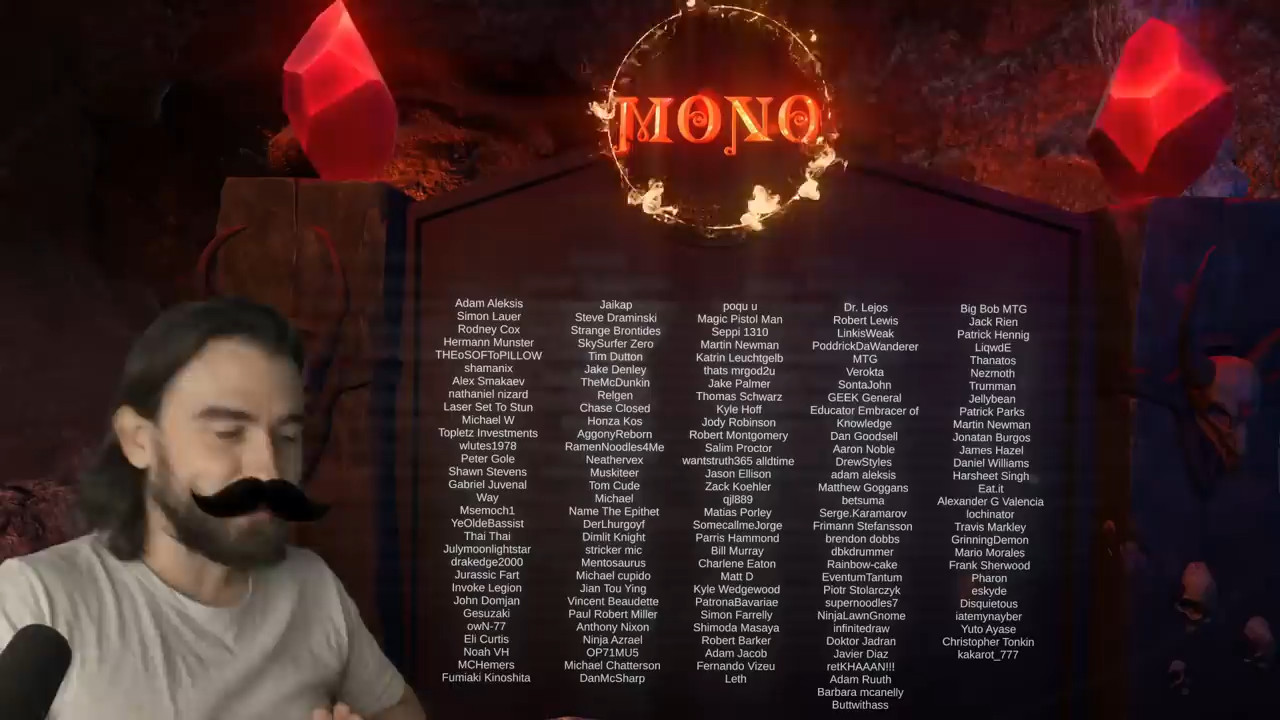 MONO
Adam Aleksis
Simon Lauer
Rodney Cox
Hermann Munster
THEoSOFToPILLOW
shamanix
Alex Smakaev
nathaniel nizard
Laser Set To Stun
Michael W
Topletz Investments
wlutes1978
Peter Gole
Shawn Stevens
Gabriel Juvenal
Way
Msemoch1
YeOldeBassist
Thai Thai
Julymoonlightstar
drakedge2000
Jurassic Fart
Invoke Legion
John Domjan
Gesuzaki
owN-77
Eli Curtis
Noah VH
MCHemers
Fumiaki Kinoshita
Jaikap
Steve Draminski
Strange Brontides
SkySurfer Zero
Tim Dutton
Jake Denley
TheMcDunkin
Relgen
Chase Closed
Honza Kos
AggonyReborn
RamenNoodles4Me
Neathervex
Muskiteer
Tom Cude
Michael
Name The Epithet
DerLhurgoyf
Dimlit Knight
stricker mic
Mentosaurus
Michael cupido
Jian Tou Ying
Vincent Beaudette
Paul Robert Miller
Anthony Nixon
Ninja Azrael
OP71MU5
Michael Chatterson
DanMcSharp
poqu u
Magic Pistol Man
Seppi 1310
Martin Newman
Katrin Leuchtgelb
thats mrgod2u
Jake Palmer
Thomas Schwarz
Kyle Hoff
Jody Robinson
Robert Montgomery
Salim Proctor
wantstruth365 alldtime
Jason Ellison
Zack Koehler
qjl889
Matias Porley
SomecallmeJorge
Parris Hammond
Bill Murray
Charlene Eaton
Matt D
Kyle Wedgewood
PatronaBavariae
Simon Farrelly
Shimoda Masaya
Robert Barker
Adam Jacob
Fernando Vizeu
Leth
Dr. Lejos
Robert Lewis
LinkisWeak
PoddrickDaWanderer
MTG
Verokta
SontaJohn
GEEK General
Educator Embracer of
Knowledge
Dan Goodsell
Aaron Noble
DrewStyles
adam aleksis
Matthew Goggans
betsuma
Serge.Karamarov
Frimann Stefansson
brendon dobbs
dbkdrummer
Rainbow-cake
EventumTantum
Piotr Stolarczyk
supernoodles7
NinjaLawnGnome
infinitedraw
Doktor Jadran
Javier Diaz
retKHAAAN!!!
Adam Ruuth
Barbara mcanelly
Buttwithass
Big Bob MTG
Jack Rien
Patrick Hennig
LiqwdE
Thanatos
Nezmoth
Trumman
Jellybean
Patrick Parks
Martin Newman
Jonatan Burgos
James Hazel
Daniel Williams
Harsheet Singh
Eat.it
Alexander G Valencia
lochinator
Travis Markley
GrinningDemon
Mario Morales
Frank Sherwood
Pharon
eskyde
Disquietous
iatemynayber
Yuto Ayase
Christopher Tonkin
kakarot_777